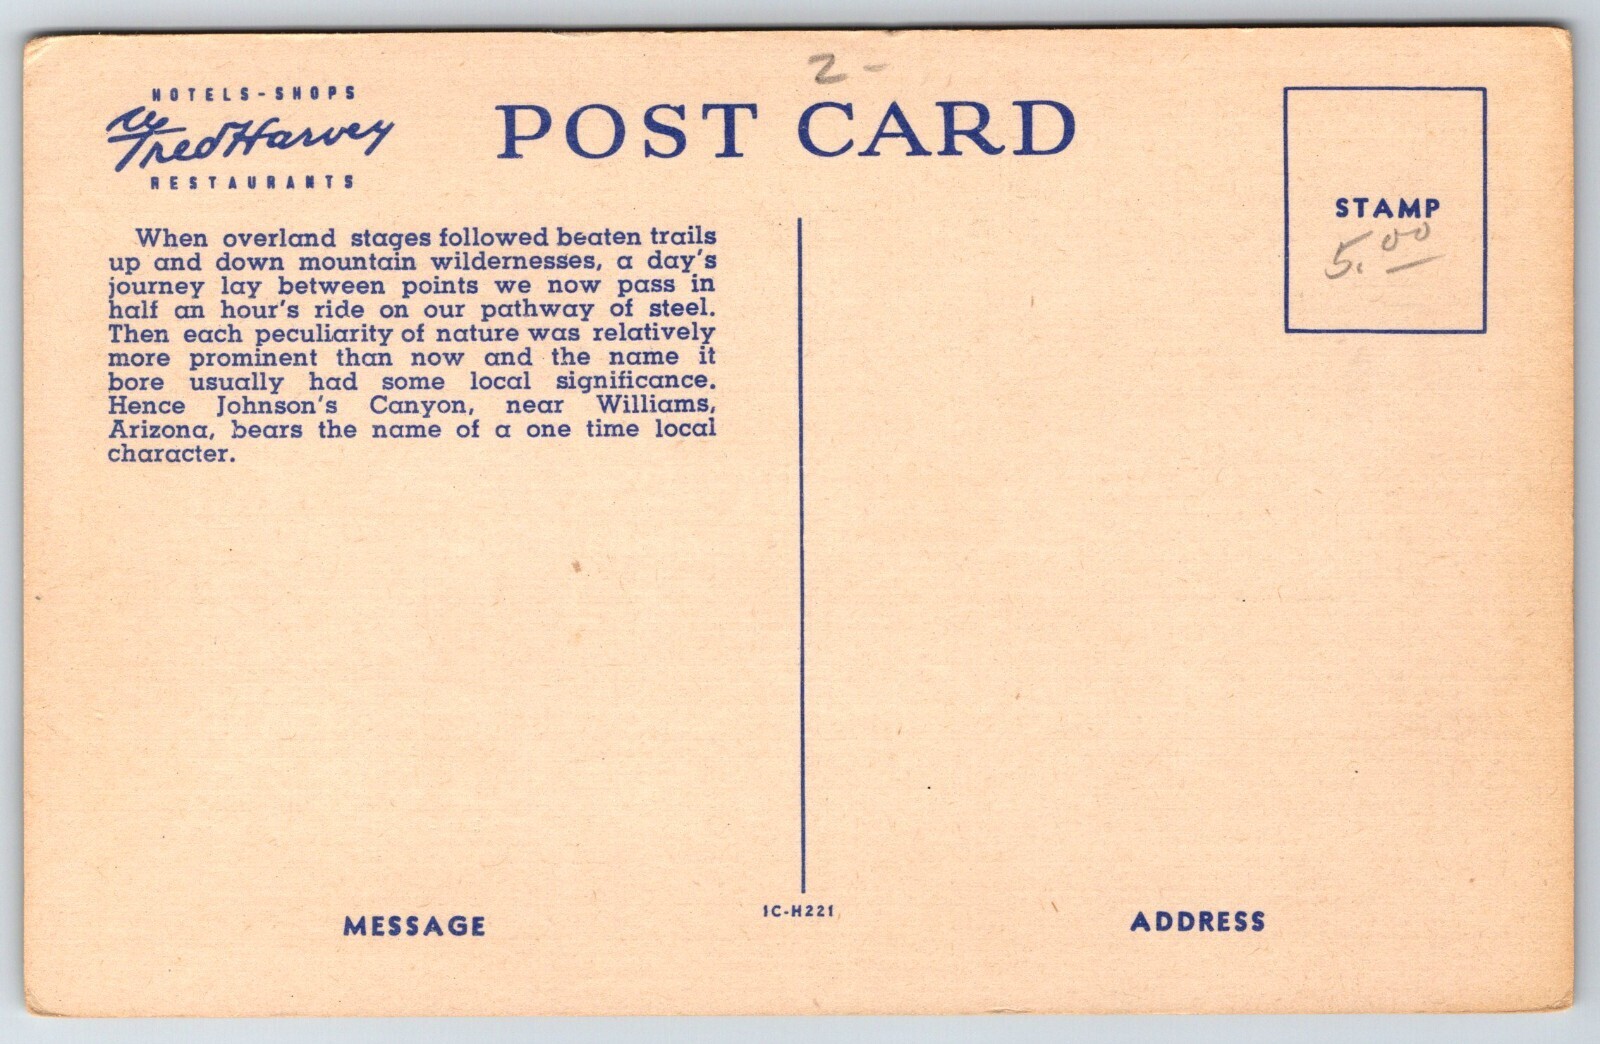 2 -
HOTELS-SHOPS
Fred Harvey
RESTAURANTS
POST CARD
STAMP
5.00
When overland stages followed beaten trails
up and down mountain wildernesses, a day's
journey lay between points we now pass in
half an hour's ride on our pathway of steel.
Then each peculiarity of nature was relatively
more prominent than now and the name it
bore usually had some local significance.
Hence Johnson's Canyon, near Williams,
Arizona, bears the name of a one time local
character.
MESSAGE
1C-H221
ADDRESS